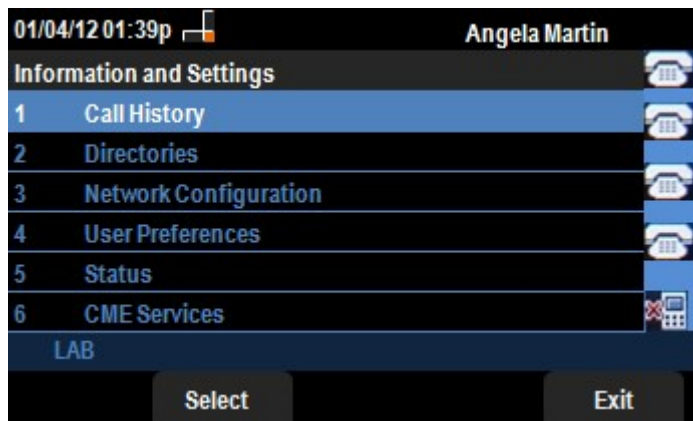 01/04/12 01:39p Angela Martin
Information and Settings
1 Call History
2 Directories
3 Network Configuration
4 User Preferences
5 Status
6 CME Services
LAB
Select Exit